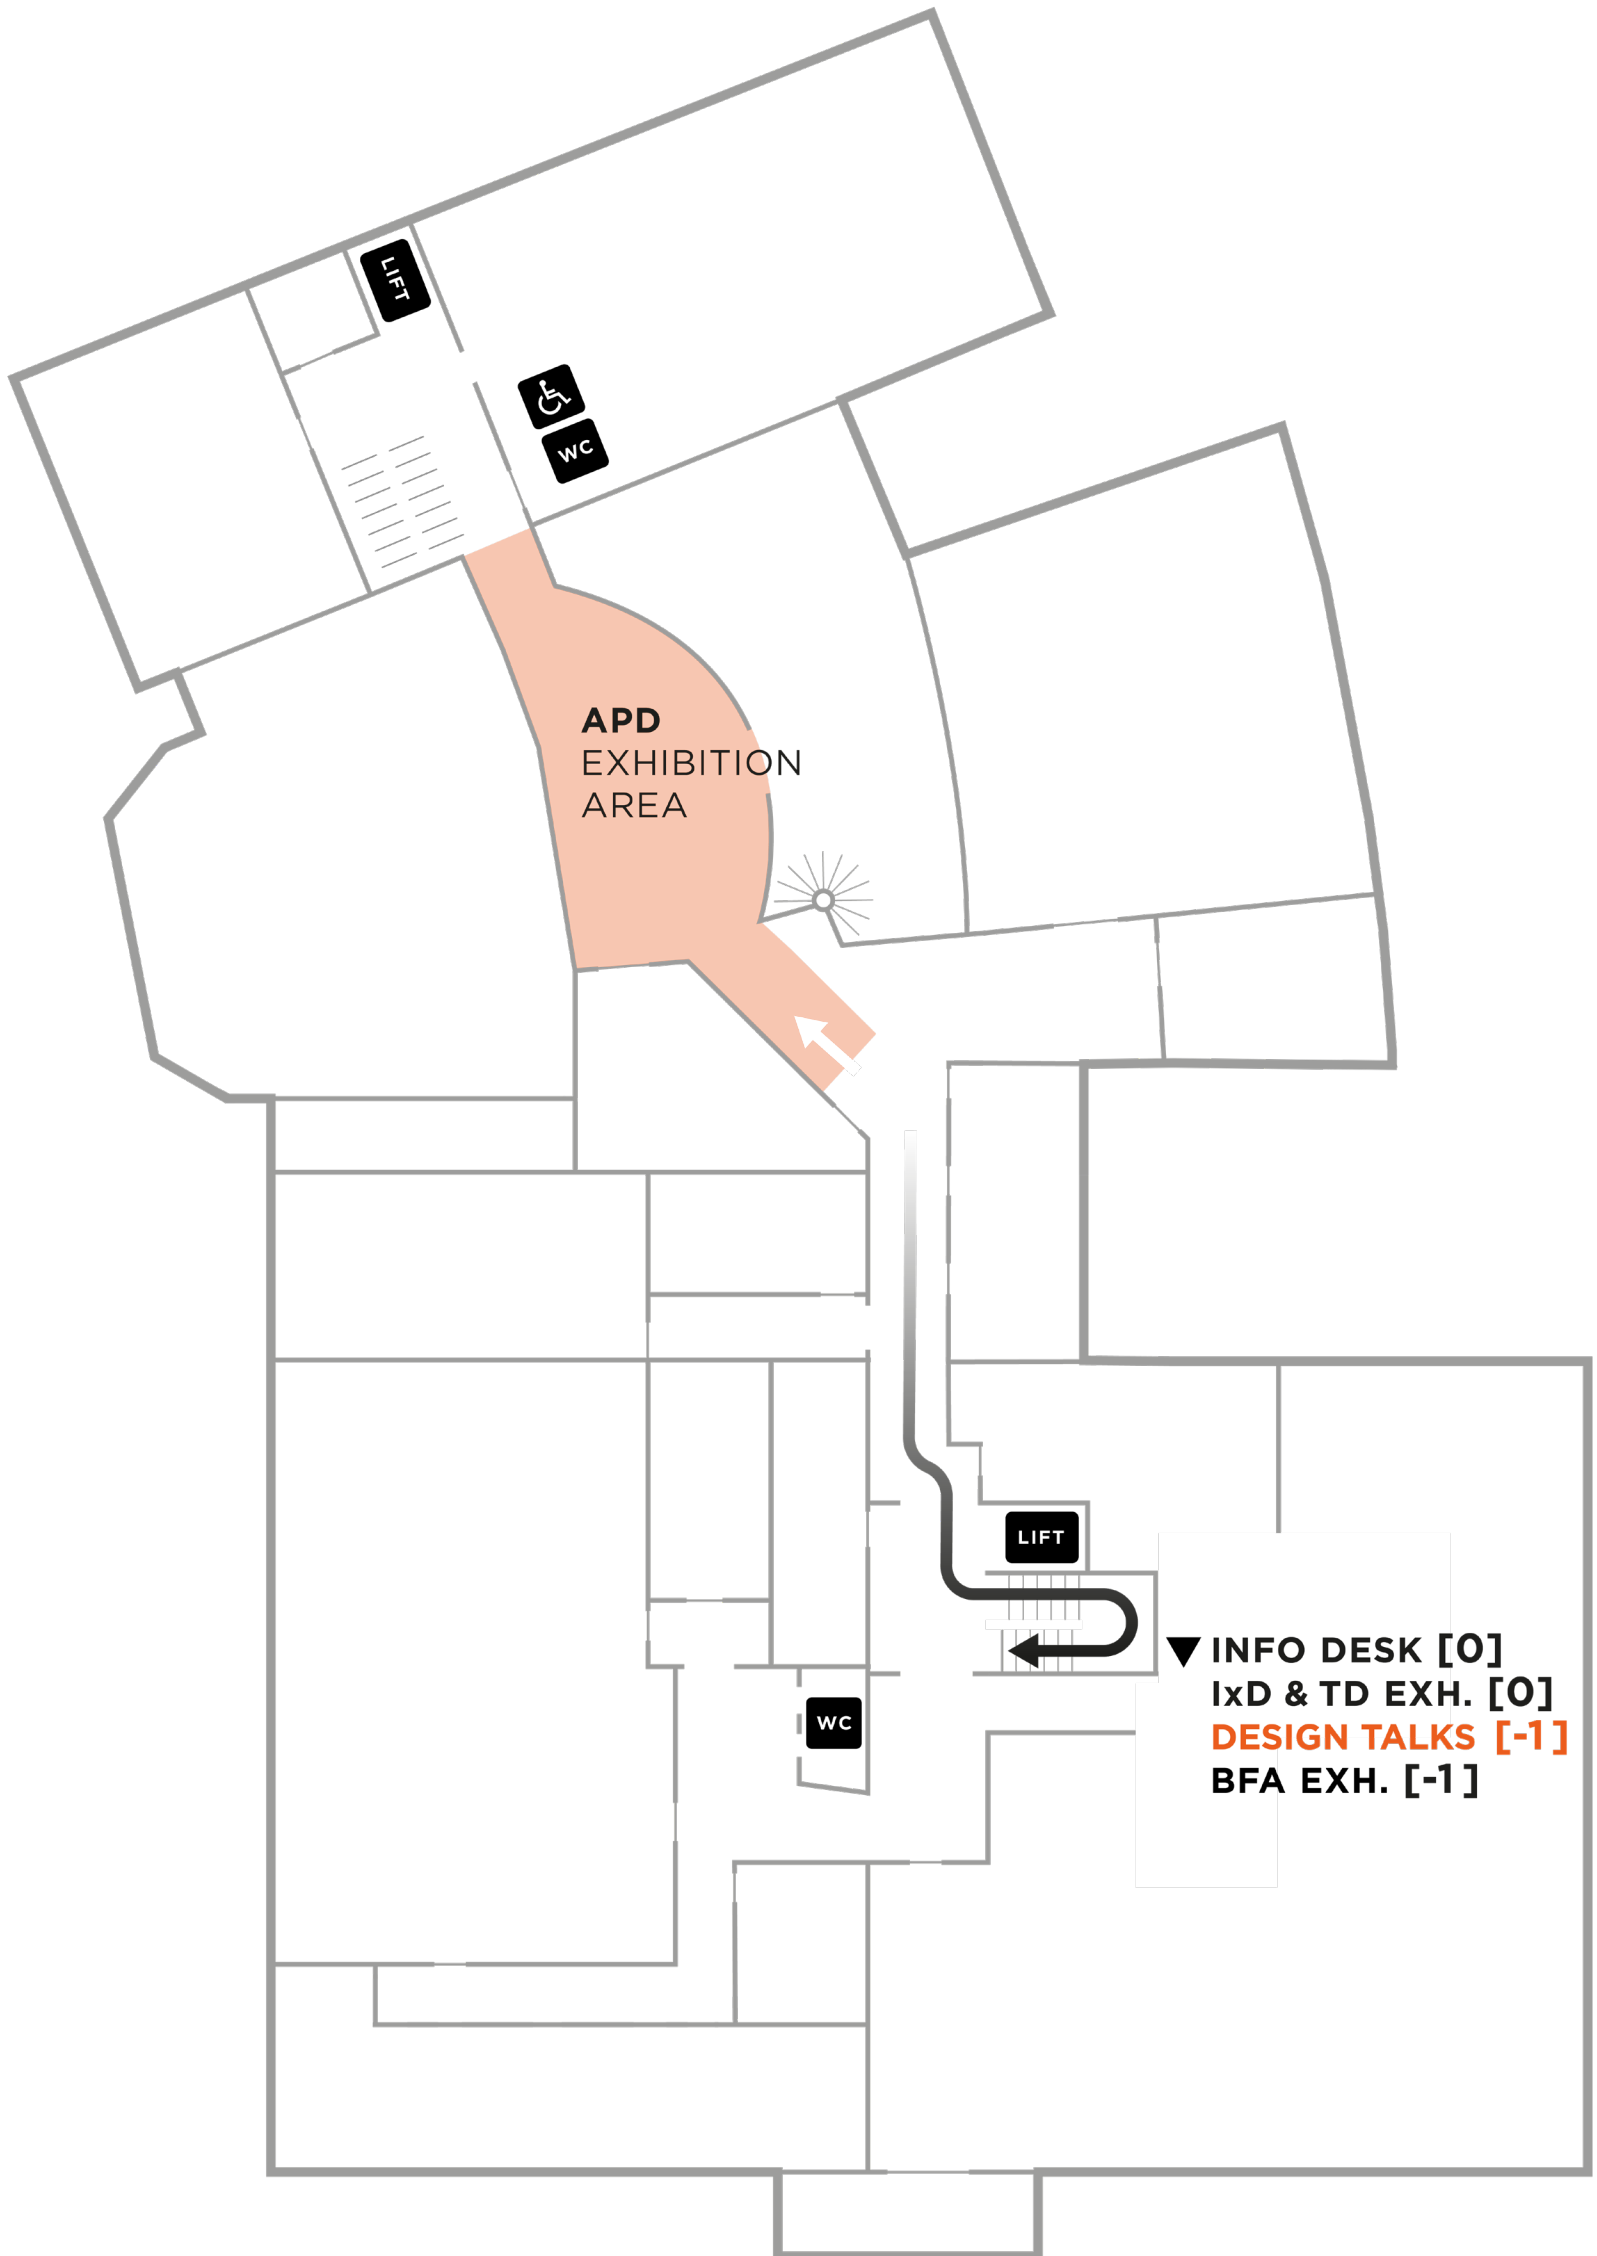 LIFT
WC
APD
EXHIBITION
AREA
LIFT
▼ INFO DESK [0]
IxD & TD EXH. [0]
DESIGN TALKS [-1]
BFA EXH. [-1]
WC